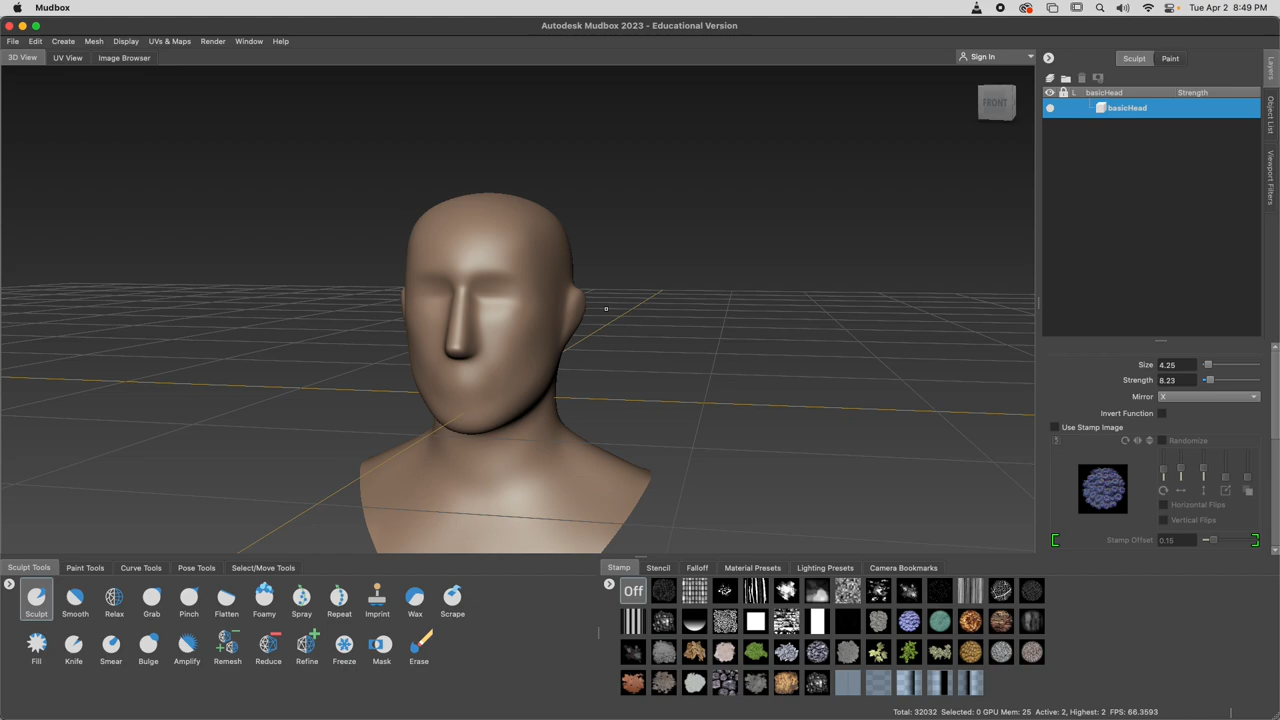 Mudbox
Tue Apr 2 8:49 PM
Autodesk Mudbox 2023 - Educational Version
File Edit Create Mesh Display UVs & Maps Render Window Help
3D View UV View Image Browser
Sign In
Sculpt Paint
Layers
Object List
Viewport Filters
L basicHead Strength
basicHead
FRONT
Size 4.25
Strength 8.23
Mirror X
Invert Function
Use Stamp Image
Randomize
Horizontal Flips
Vertical Flips
Stamp Offset 0.15
Sculpt Tools Paint Tools Curve Tools Pose Tools Select/Move Tools
Sculpt Smooth Relax Grab Pinch Flatten Foamy Spray Repeat Imprint Wax Scrape
Fill Knife Smear Bulge Amplify Remesh Reduce Refine Freeze Mask Erase
Stamp Stencil Falloff Material Presets Lighting Presets Camera Bookmarks
Off
Total: 32032 Selected: 0 GPU Mem: 25 Active: 2, Highest: 2 FPS: 66.3593